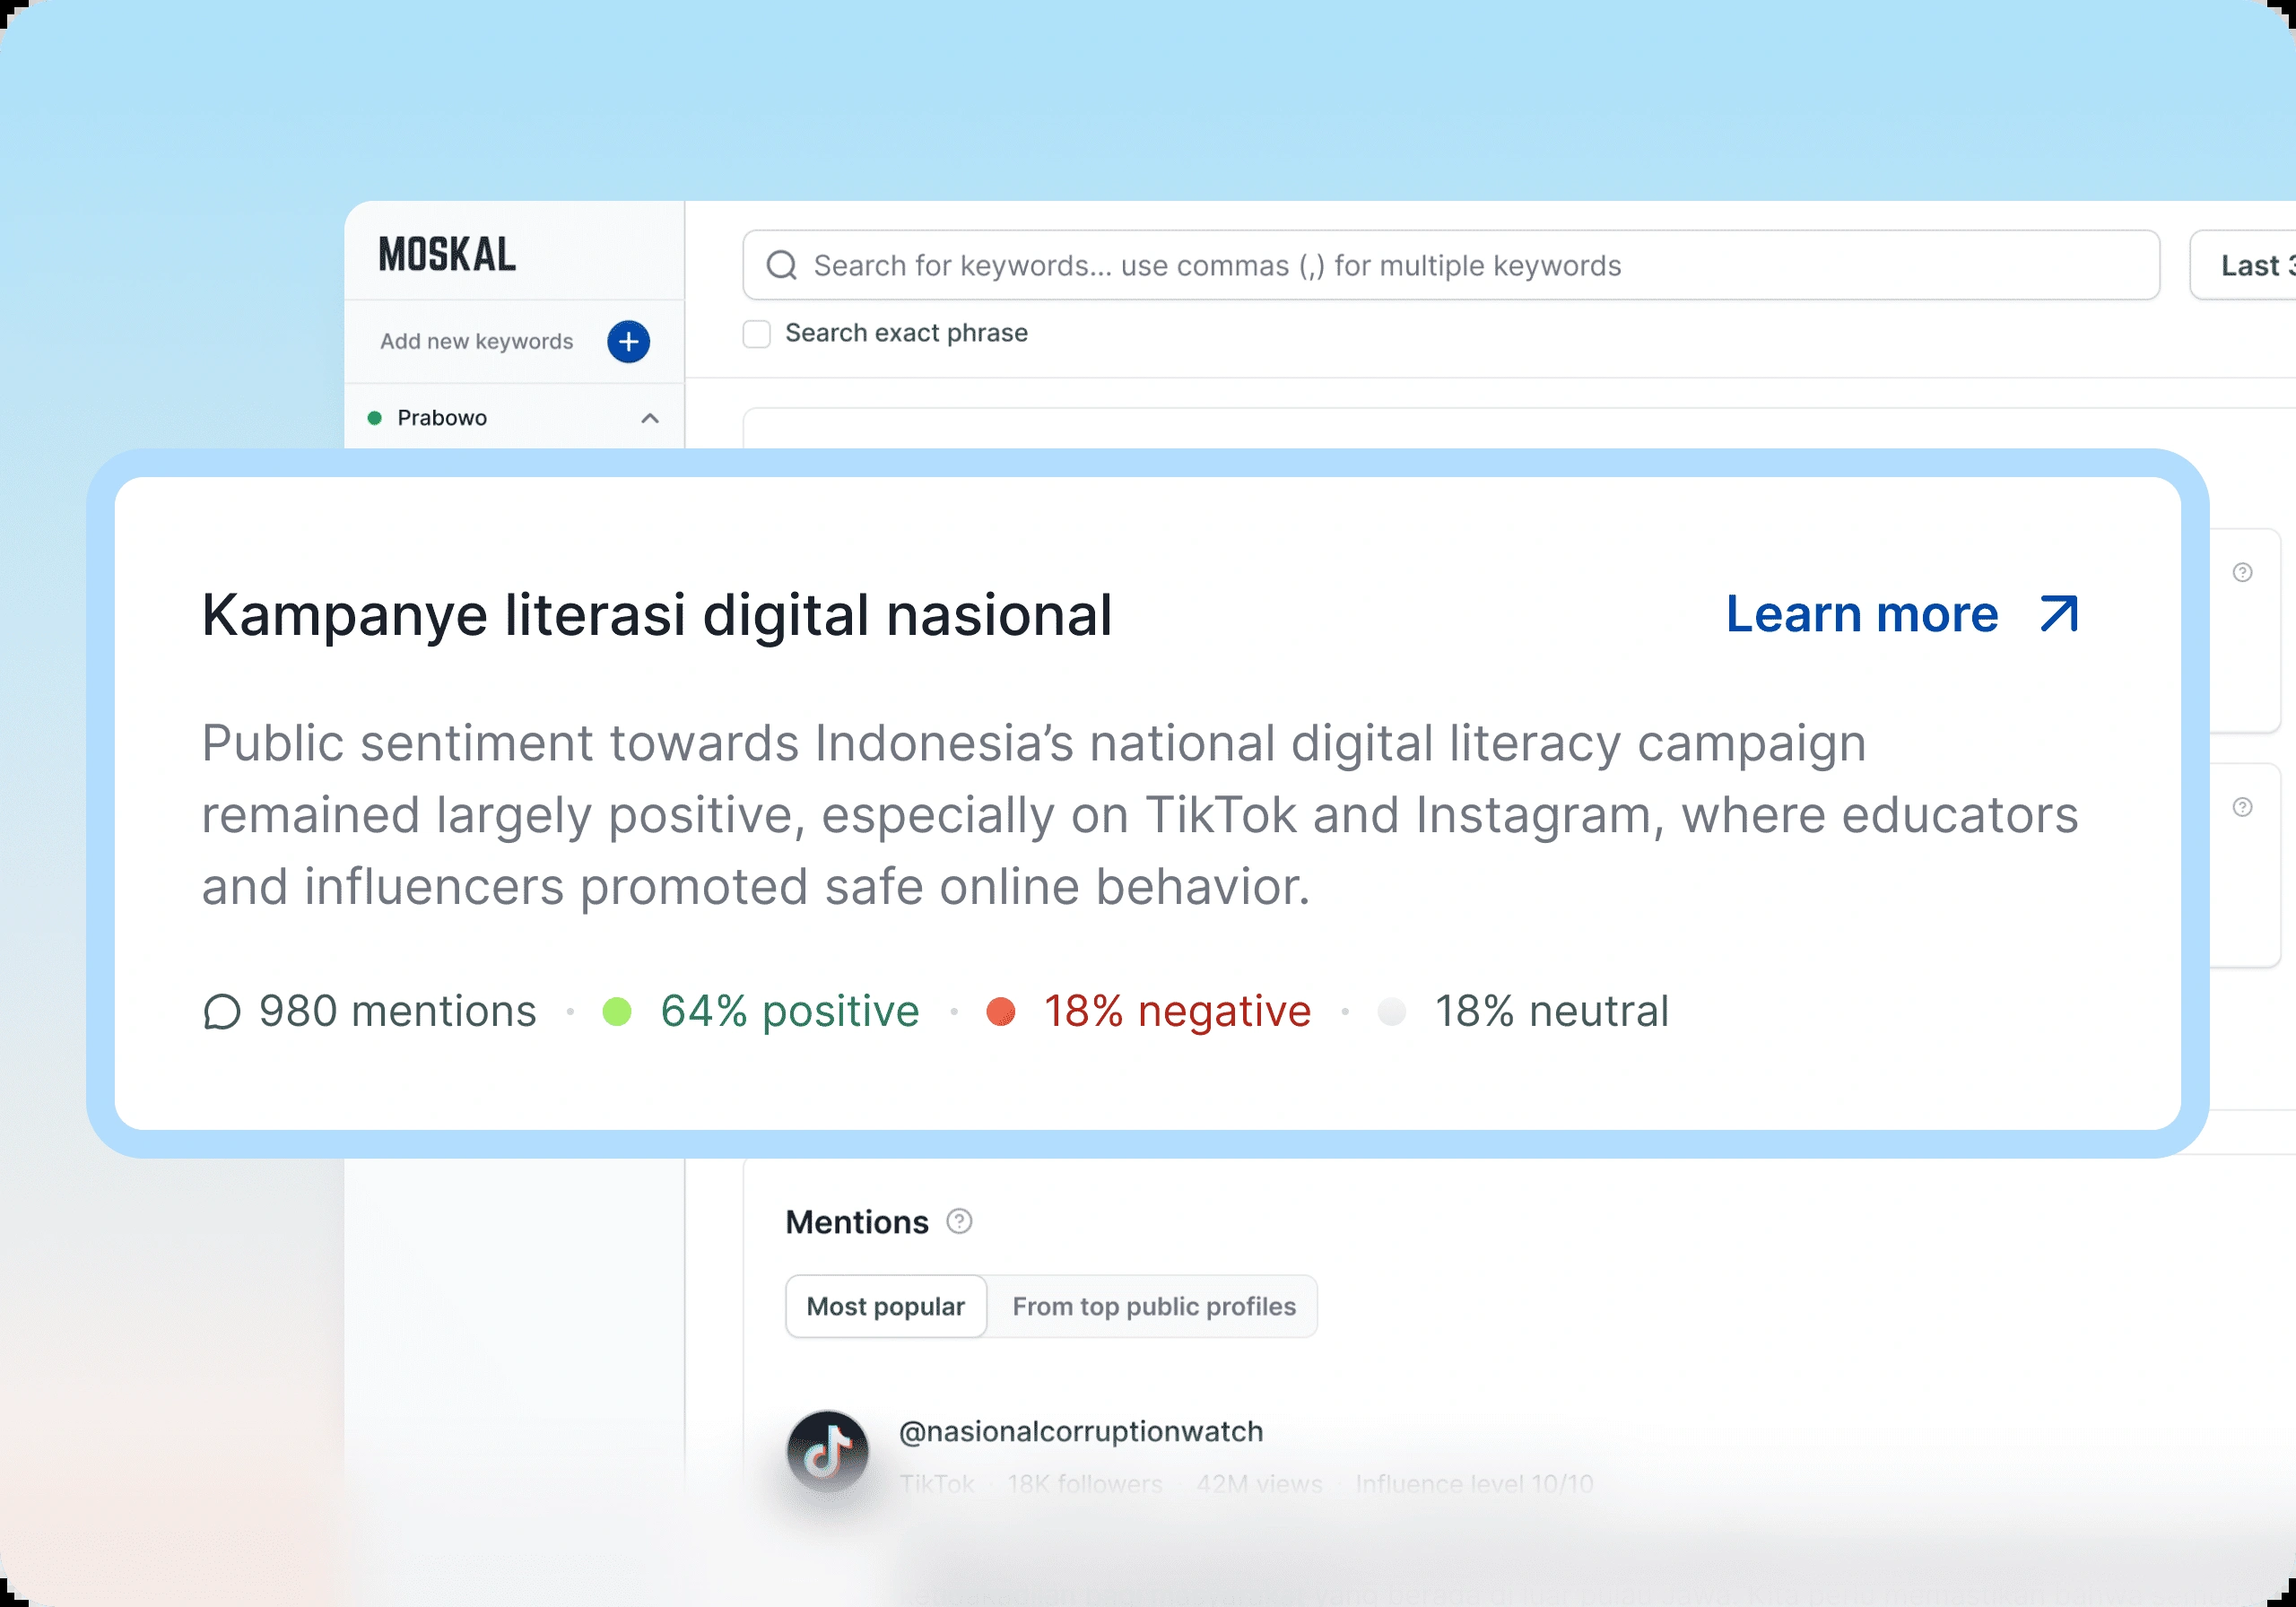 MOSKAL
Search for keywords... use commas (,) for multiple keywords
Last
Add new keywords
Search exact phrase
Prabowo
Kampanye literasi digital nasional
Learn more
Public sentiment towards Indonesia’s national digital literacy campaign
remained largely positive, especially on TikTok and Instagram, where educators
and influencers promoted safe online behavior.
980 mentions · 64% positive · 18% negative · 18% neutral
Mentions
Most popular
From top public profiles
@nasionalcorruptionwatch
TikTok · 18K followers · 42M views · Influence level 10/10